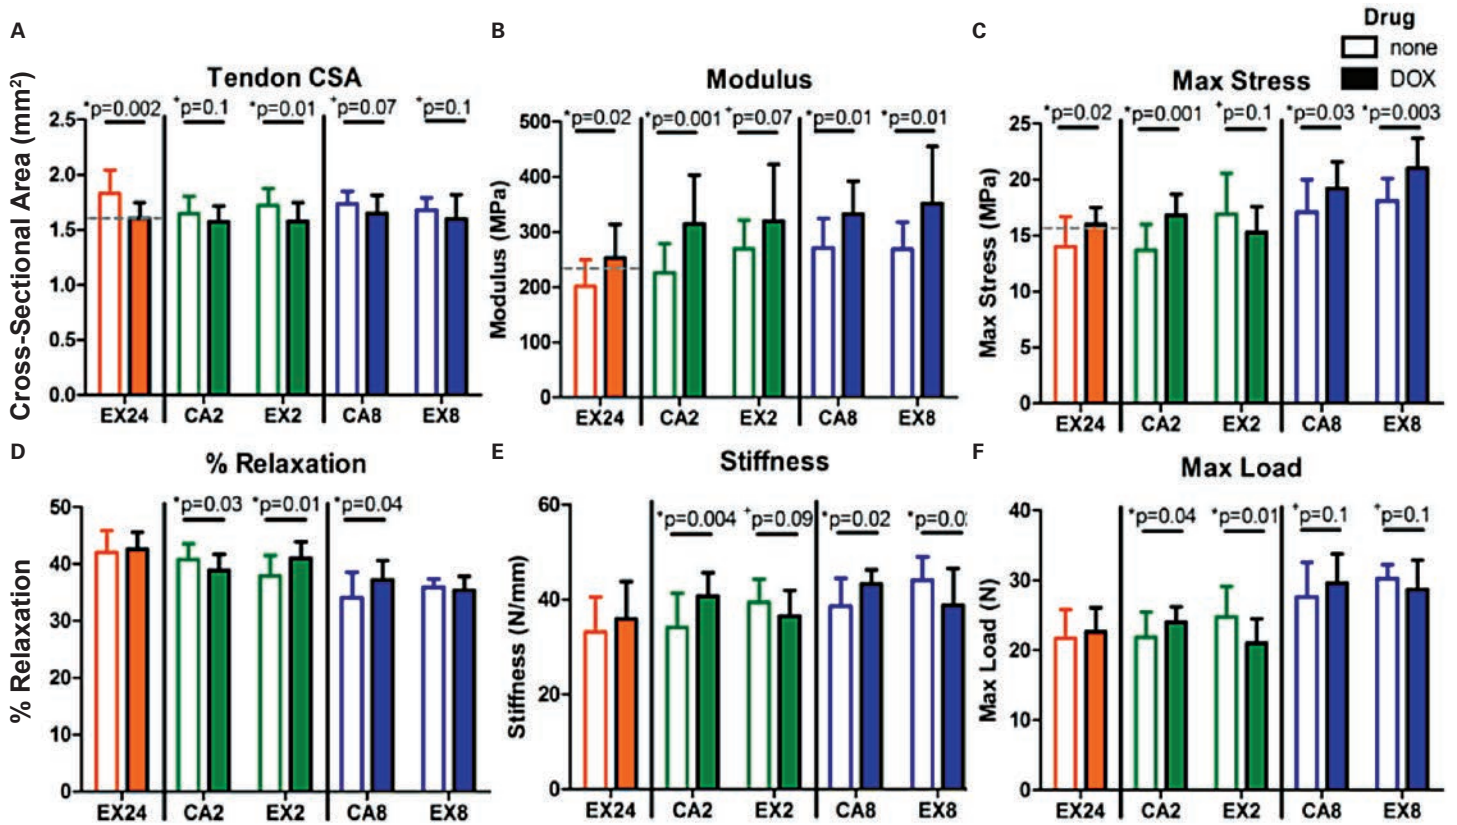 Drug
none
DOX
A
Tendon CSA
Cross-Sectional Area (mm²)
*p=0.002
+p=0.1
*p=0.01
+p=0.07
+p=0.1
2.5
2.0
1.5
1.0
0.5
0.0
EX24
CA2
EX2
CA8
EX8
B
Modulus
Modulus (MPa)
*p=0.02
*p=0.001
+p=0.07
*p=0.01
*p=0.01
500
400
300
200
100
0
EX24
CA2
EX2
CA8
EX8
C
Max Stress
Max Stress (MPa)
*p=0.02
*p=0.001
+p=0.1
*p=0.03
*p=0.003
25
20
15
10
5
0
EX24
CA2
EX2
CA8
EX8
D
% Relaxation
% Relaxation
*p=0.03
*p=0.01
*p=0.04
50
40
30
20
10
0
EX24
CA2
EX2
CA8
EX8
E
Stiffness
Stiffness (N/mm)
*p=0.004
+p=0.09
*p=0.02
60
40
20
0
EX24
CA2
EX2
CA8
EX8
F
Max Load
Max Load (N)
*p=0.04
*p=0.01
+p=0.1
+p=0.1
40
30
20
10
0
EX24
CA2
EX2
CA8
EX8